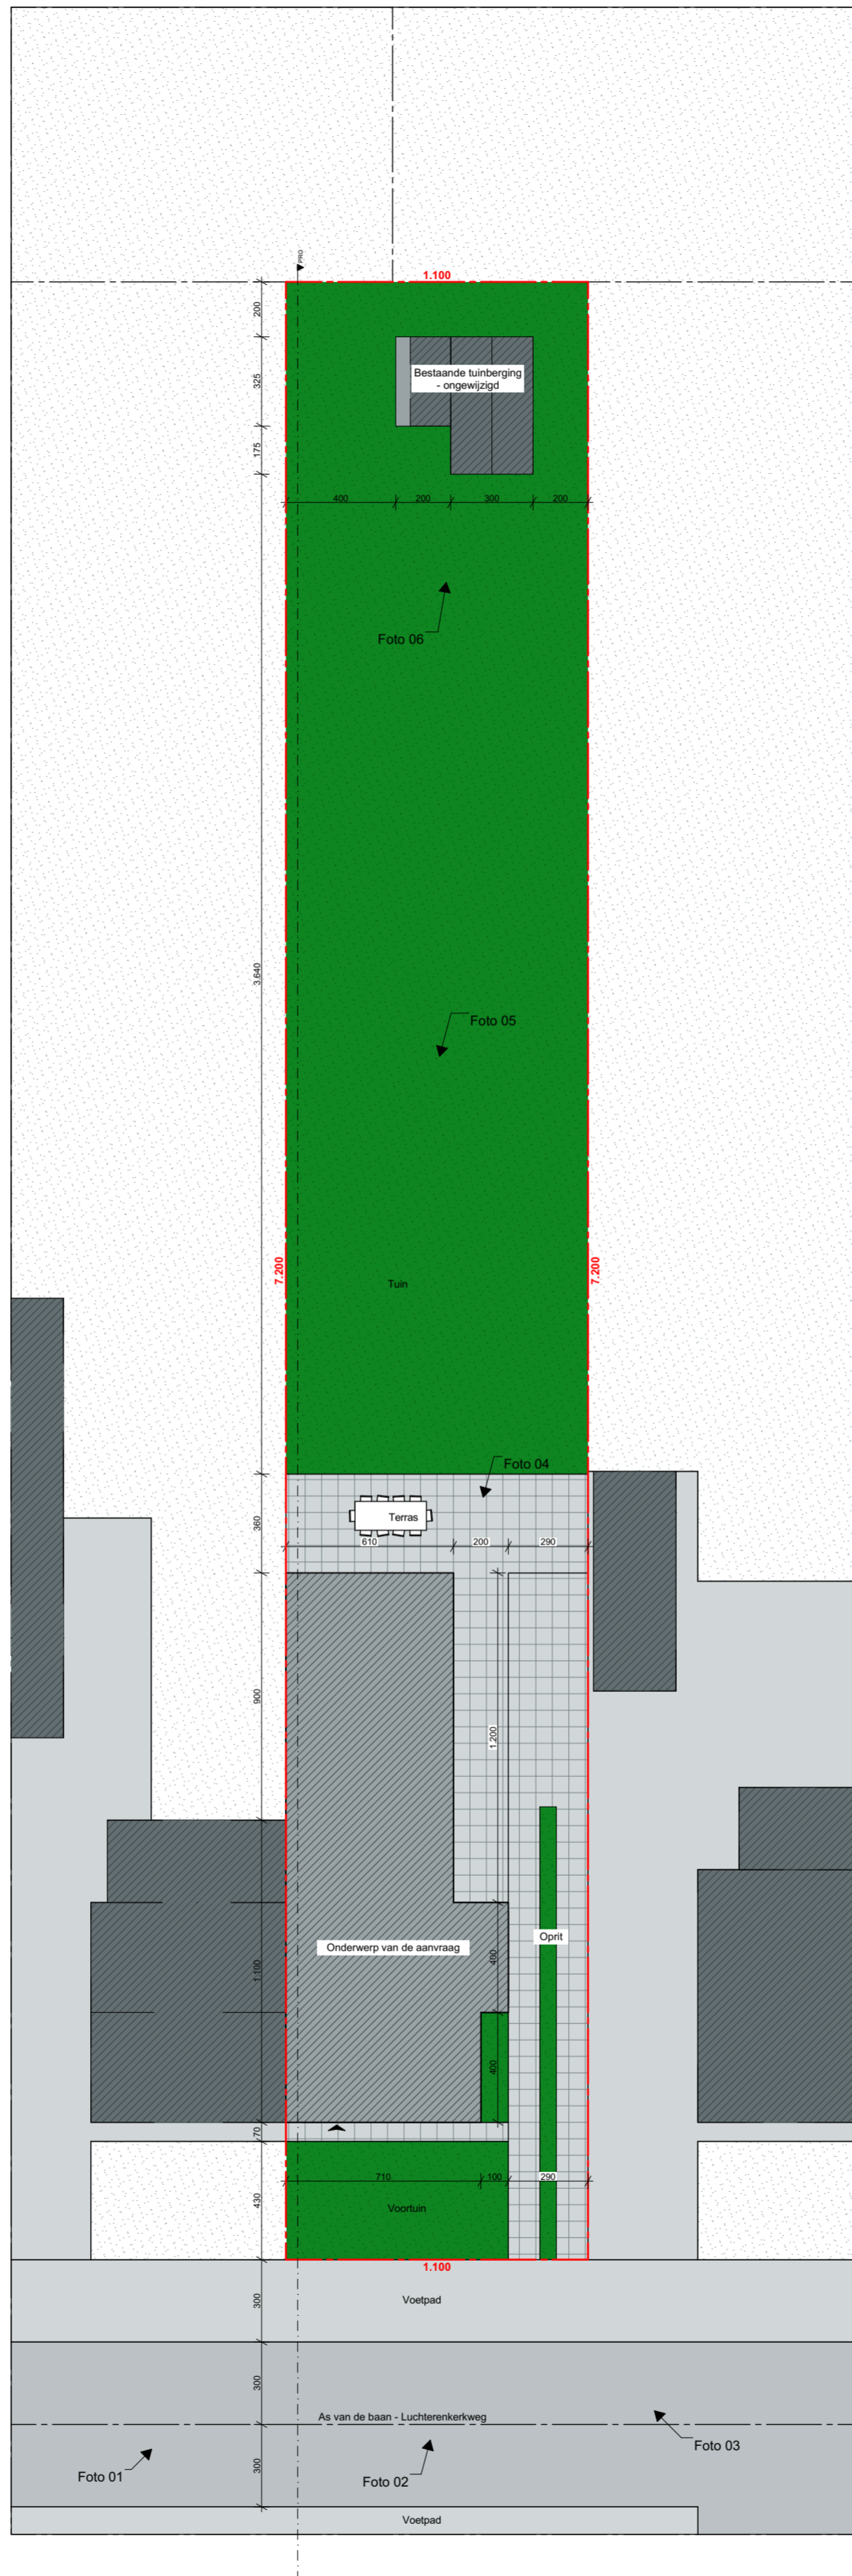 PRO
1.100
200
325
Bestaande tuinberging
- ongewijzigd
175
400
200
300
200
Foto 06
3.640
Foto 05
7.200
7.200
Tuin
Foto 04
360
Terras
610
200
290
900
1.200
Onderwerp van de aanvraag
Oprit
400
1.100
400
70
710
100
290
430
Voortuin
1.100
300
Voetpad
300
As van de baan - Luchterenkerkweg
Foto 03
Foto 01
Foto 02
300
Voetpad